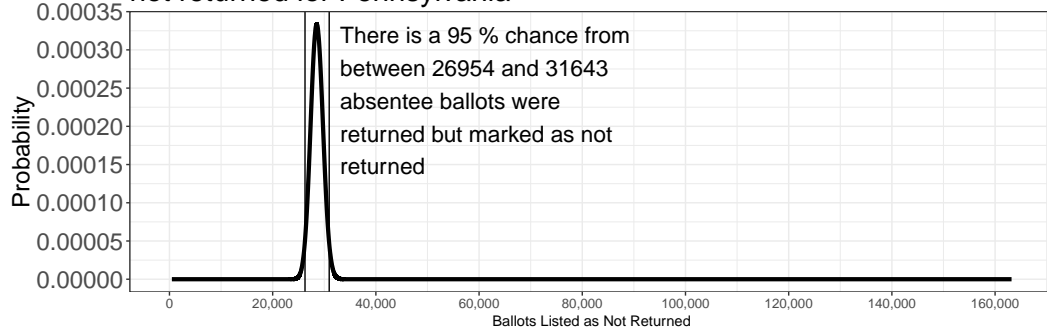 not returned for Pennsylvania
0.00035
0.00030
0.00025
0.00020
0.00015
0.00010
0.00005
0.00000
Probability
There is a 95 % chance from
between 26954 and 31643
absentee ballots were
returned but marked as not
returned
0 20,000 40,000 60,000 80,000 100,000 120,000 140,000 160,000
Ballots Listed as Not Returned